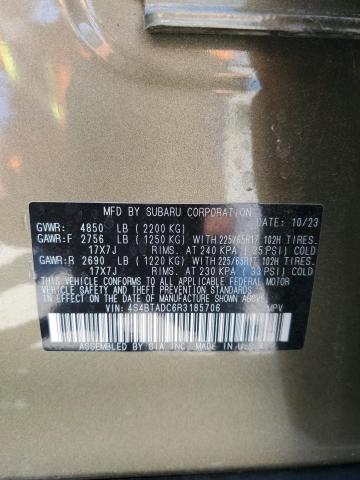 MFD BY SUBARU CORPORATION DATE: 10/23
GVWR: 4850 LB (2200 KG)
GAWR:F 2756 LB (1250 KG) WITH 225/65R17 102H TIRES,
17X7J RIMS, AT 240 KPA (35 PSI) COLD
GAWR:R 2690 LB (1220 KG) WITH 225/65R17 102H TIRES,
17X7J RIMS, AT 230 KPA (33 PSI) COLD
THIS VEHICLE CONFORMS TO ALL APPLICABLE
FEDERAL MOTOR VEHICLE SAFETY, BUMPER, AND
THEFT PREVENTION STANDARDS IN EFFECT ON THE
DATE OF MANUFACTURE SHOWN ABOVE.
VIN: 4S4BTADC6R3185706 MPV
ASSEMBLED BY SIA, INC. MADE IN U.S.A.